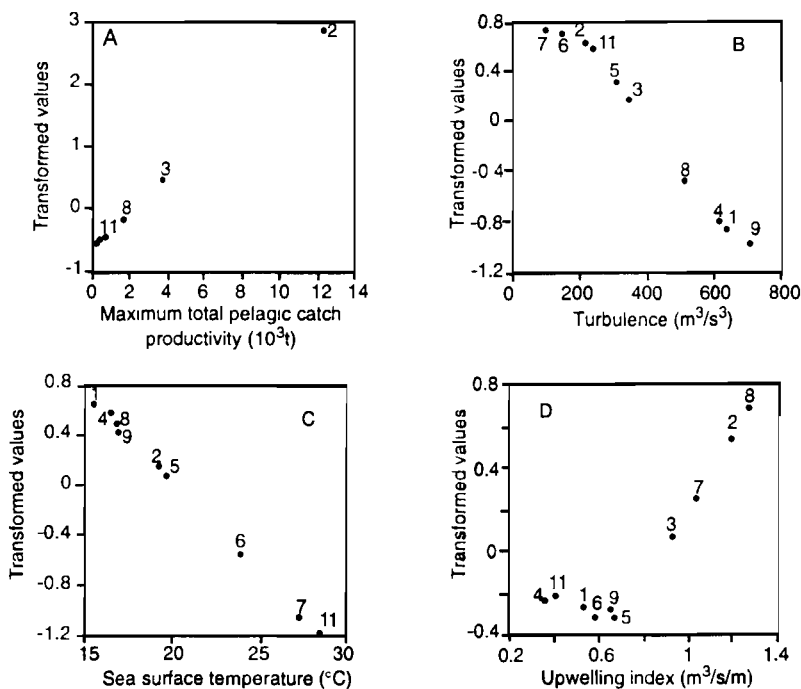 A
Transformed values
3
2
1
0
-1
2
3
8
11
0 2 4 6 8 10 12 14
Maximum total pelagic catch
productivity (10³t)
B
Transformed values
0.8
0.4
0
-0.4
-0.8
-1.2
7 6 2 11
5
3
8
4 1 9
0 200 400 600 800
Turbulence (m³/s³)
C
Transformed values
0.8
0.4
0
-0.4
-0.8
-1.2
1
4 8
9
2 5
6
7 11
15 20 25 30
Sea surface temperature (°C)
D
Transformed values
0.8
0.4
0
-0.4
8
2
7
3
4 11 1 6 9 5
0.2 0.6 1 1.4
Upwelling index (m³/s/m)